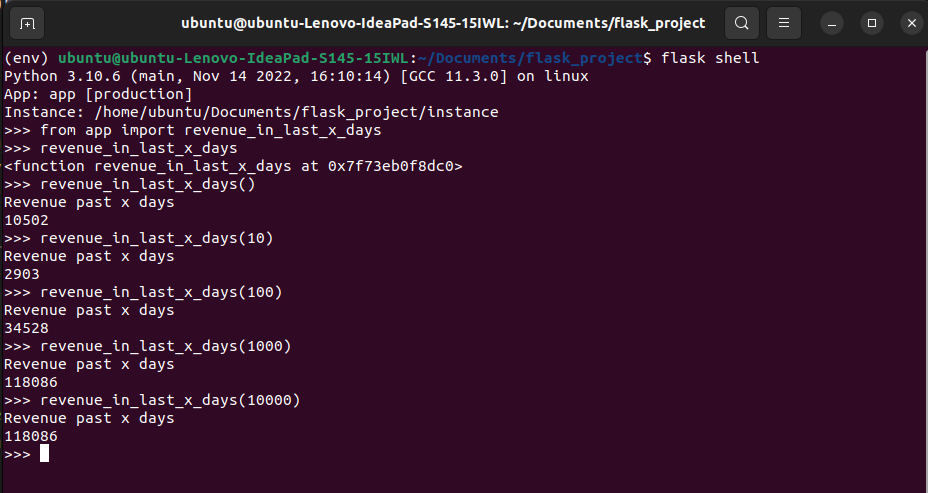 ubuntu@ubuntu-Lenovo-IdeaPad-S145-15IWL: ~/Documents/flask_project
(env) ubuntu@ubuntu-Lenovo-IdeaPad-S145-15IWL:~/Documents/flask_project$ flask shell
Python 3.10.6 (main, Nov 14 2022, 16:10:14) [GCC 11.3.0] on linux
App: app [production]
Instance: /home/ubuntu/Documents/flask_project/instance
>>> from app import revenue_in_last_x_days
>>> revenue_in_last_x_days
<function revenue_in_last_x_days at 0x7f73eb0f8dc0>
>>> revenue_in_last_x_days()
Revenue past x days
10502
>>> revenue_in_last_x_days(10)
Revenue past x days
2903
>>> revenue_in_last_x_days(100)
Revenue past x days
34528
>>> revenue_in_last_x_days(1000)
Revenue past x days
118086
>>> revenue_in_last_x_days(10000)
Revenue past x days
118086
>>>